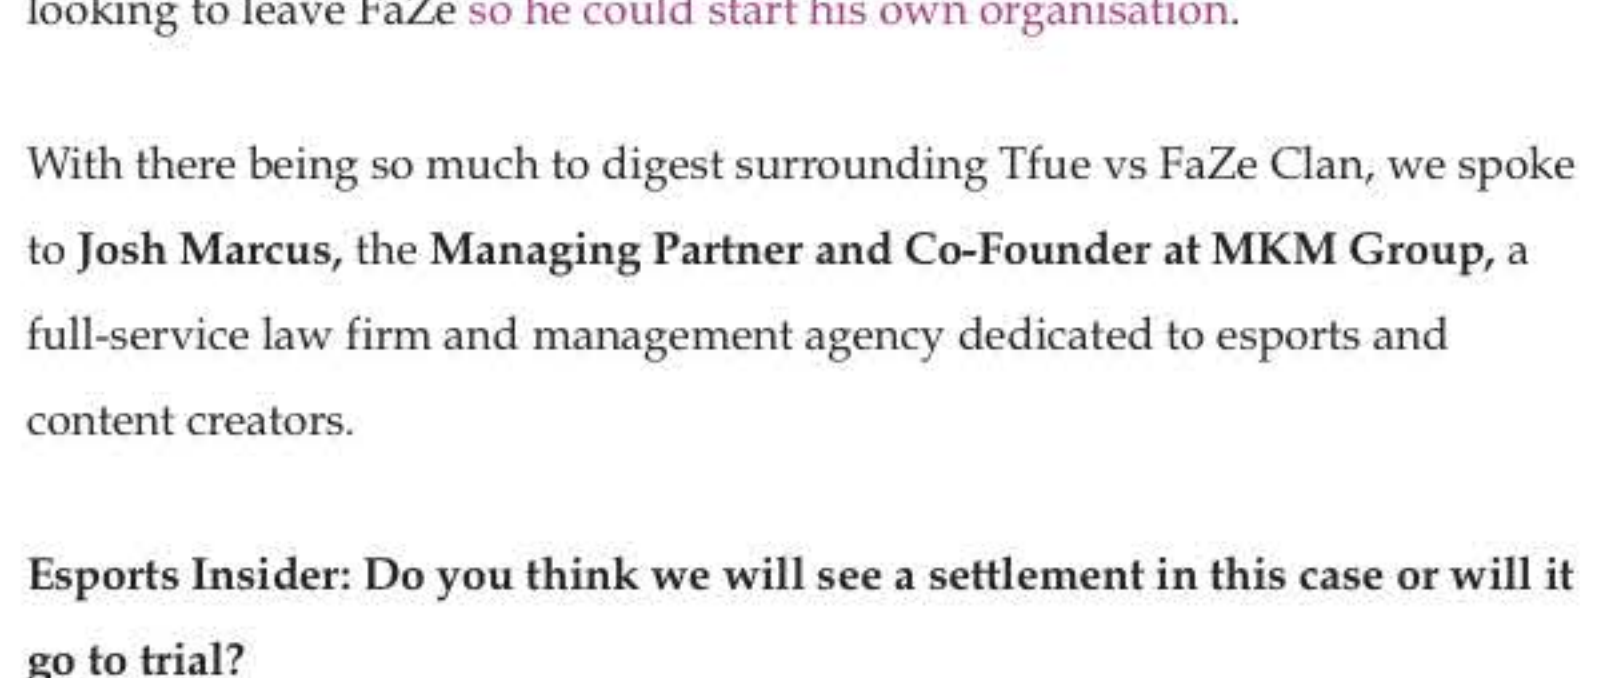 looking to leave FaZe so he could start his own organisation.
With there being so much to digest surrounding Tfue vs FaZe Clan, we spoke
to Josh Marcus, the Managing Partner and Co-Founder at MKM Group, a
full-service law firm and management agency dedicated to esports and
content creators.
Esports Insider: Do you think we will see a settlement in this case or will it
go to trial?